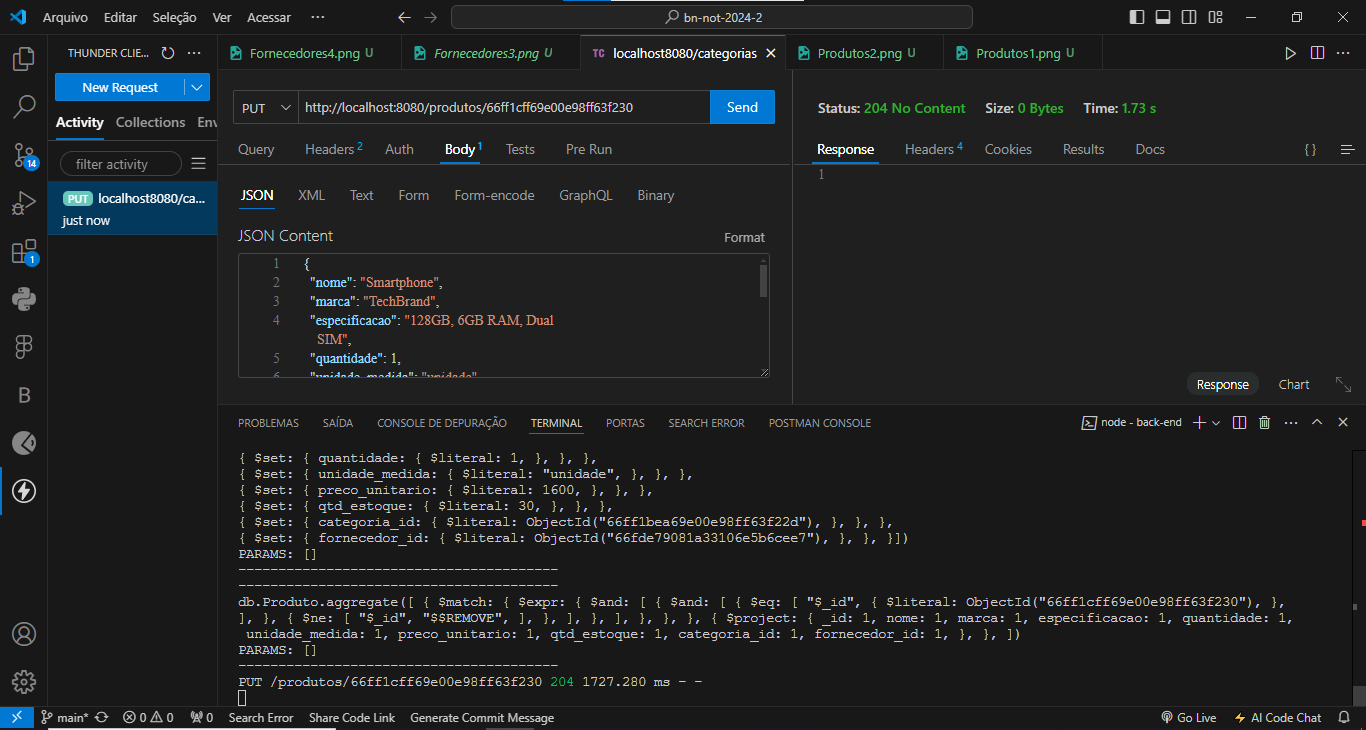 Arquivo Editar Seleção Ver Acessar ··· bn-not-2024-2
THUNDER CLIE... ···
Fornecedores4.png U Fornecedores3.png U TC localhost8080/categorias Produtos2.png U Produtos1.png U ···
New Request
PUT http://localhost:8080/produtos/66ff1cff69e00e98ff63f230 Send
Status: 204 No Content Size: 0 Bytes Time: 1.73 s
Activity Collections Env
Query Headers 2 Auth Body 1 Tests Pre Run
Response Headers 4 Cookies Results Docs { }
filter activity
14
1
PUT localhost8080/ca...
just now
JSON XML Text Form Form-encode GraphQL Binary
JSON Content Format
1 {
2 "nome": "Smartphone",
3 "marca": "TechBrand",
4 "especificacao": "128GB, 6GB RAM, Dual
SIM",
5 "quantidade": 1,
6 "unidade_medida": "unidade",
1
B
Response Chart
PROBLEMAS SAÍDA CONSOLE DE DEPURAÇÃO TERMINAL PORTAS SEARCH ERROR POSTMAN CONSOLE node - back-end ···
{ $set: { quantidade: { $literal: 1, }, }, },
{ $set: { unidade_medida: { $literal: "unidade", }, }, },
{ $set: { preco_unitario: { $literal: 1600, }, }, },
{ $set: { qtd_estoque: { $literal: 30, }, }, },
{ $set: { categoria_id: { $literal: ObjectId("66ff1bea69e00e98ff63f22d"), }, }, },
{ $set: { fornecedor_id: { $literal: ObjectId("66fde79081a33106e5b6cee7"), }, }, }])
PARAMS: []
----------------------------------------
----------------------------------------
db.Produto.aggregate([ { $match: { $expr: { $and: [ { $and: [ { $eq: [ "$_id", { $literal: ObjectId("66ff1cff69e00e98ff63f230"), },
], }, { $ne: [ "$_id", "$$REMOVE", ], }, ], }, ], }, }, }, { $project: { _id: 1, nome: 1, marca: 1, especificacao: 1, quantidade: 1,
unidade_medida: 1, preco_unitario: 1, qtd_estoque: 1, categoria_id: 1, fornecedor_id: 1, }, }, ])
PARAMS: []
----------------------------------------
PUT /produtos/66ff1cff69e00e98ff63f230 204 1727.280 ms - -
main* 0 0 0 Search Error Share Code Link Generate Commit Message Go Live AI Code Chat